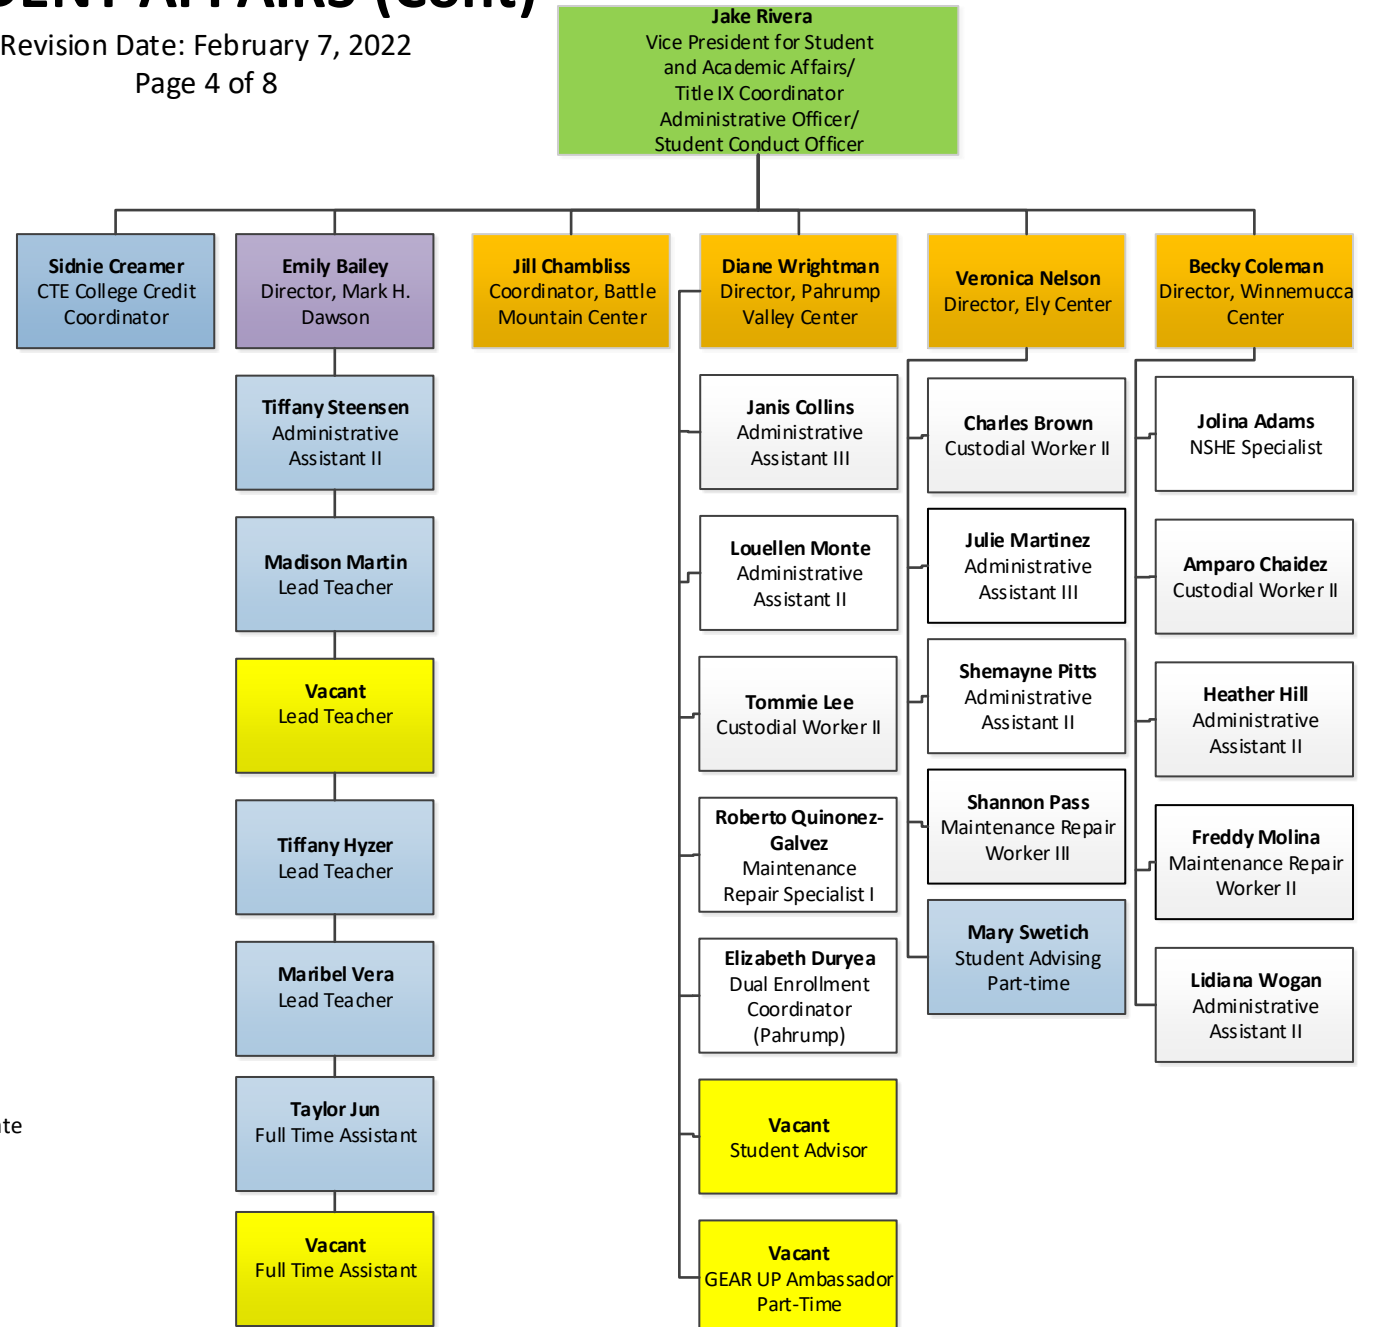 DENT AFFAIRS (Cont)
Revision Date: February 7, 2022
Page 4 of 8
Jake Rivera
Vice President for Student
and Academic Affairs/
Title IX Coordinator
Administrative Officer/
Student Conduct Officer
Sidnie Creamer
CTE College Credit
Coordinator
Emily Bailey
Director, Mark H.
Dawson
Jill Chambliss
Coordinator, Battle
Mountain Center
Diane Wrightman
Director, Pahrump
Valley Center
Veronica Nelson
Director, Ely Center
Becky Coleman
Director, Winnemucca
Center
Tiffany Steensen
Administrative
Assistant II
Madison Martin
Lead Teacher
Vacant
Lead Teacher
Tiffany Hyzer
Lead Teacher
Maribel Vera
Lead Teacher
Taylor Jun
Full Time Assistant
Vacant
Full Time Assistant
Janis Collins
Administrative
Assistant III
Louellen Monte
Administrative
Assistant II
Tommie Lee
Custodial Worker II
Roberto Quinonez-
Galvez
Maintenance
Repair Specialist I
Elizabeth Duryea
Dual Enrollment
Coordinator
(Pahrump)
Vacant
Student Advisor
Vacant
GEAR UP Ambassador
Part-Time
Charles Brown
Custodial Worker II
Julie Martinez
Administrative
Assistant III
Shemayne Pitts
Administrative
Assistant II
Shannon Pass
Maintenance Repair
Worker III
Mary Swetich
Student Advising
Part-time
Jolina Adams
NSHE Specialist
Amparo Chaidez
Custodial Worker II
Heather Hill
Administrative
Assistant II
Freddy Molina
Maintenance Repair
Worker II
Lidiana Wogan
Administrative
Assistant II